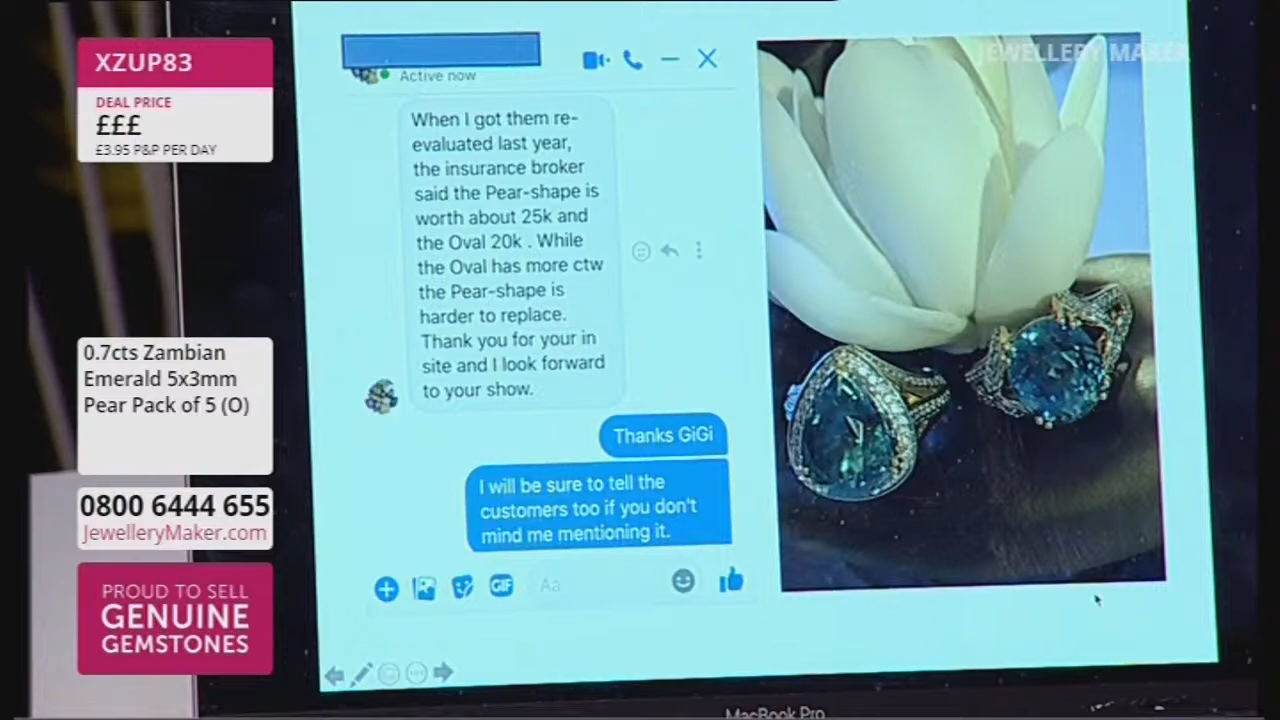 XZUP83
DEAL PRICE
£££
£3.95 P&P PER DAY
0.7cts Zambian
Emerald 5x3mm
Pear Pack of 5 (O)
0800 6444 655
JewelleryMaker.com
PROUD TO SELL
GENUINE
GEMSTONES
Active now
When I got them re-
evaluated last year,
the insurance broker
said the Pear-shape is
worth about 25k and
the Oval 20k . While
the Oval has more ctw
the Pear-shape is
harder to replace.
Thank you for your in
site and I look forward
to your show.
Thanks GiGi
I will be sure to tell the
customers too if you don't
mind me mentioning it.
GIF
Aa
JEWELLERY MAKER
MacBook Pro